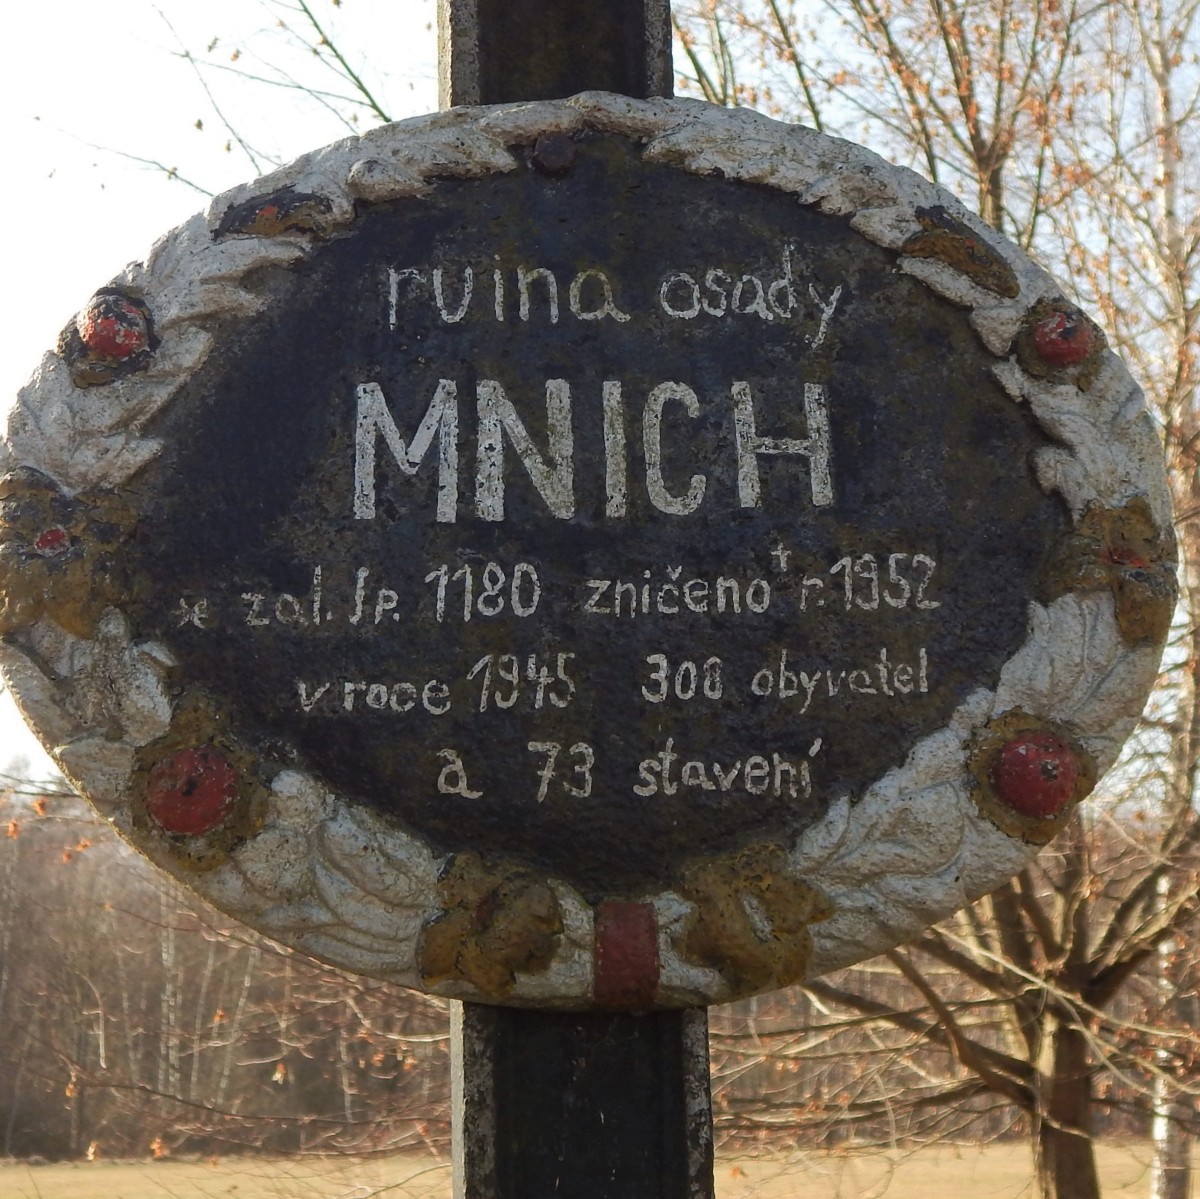 ruina osady
MNICH
* zal. l.p. 1180 zničeno † r. 1952
v roce 1945 308 obyvatel
a 73 stavení